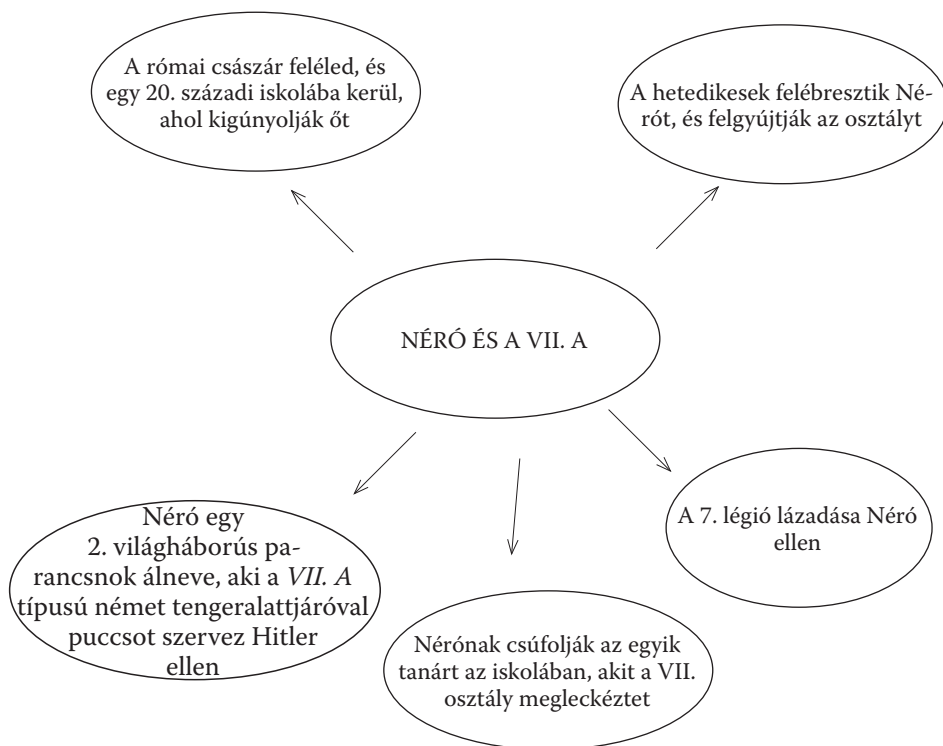 A római császár feléled, és
egy 20. századi iskolába kerül,
ahol kigúnyolják őt
A hetedikesek felébresztik Né-
rót, és felgyújtják az osztályt
NÉRÓ ÉS A VII. A
Néró egy
2. világháborús pa-
rancsnok álneve, aki a VII. A
típusú német tengeralattjáróval
puccsot szervez Hitler
ellen
Nérónak csúfolják az egyik
tanárt az iskolában, akit a VII.
osztály megleckéztet
A 7. légió lázadása Néró
ellen